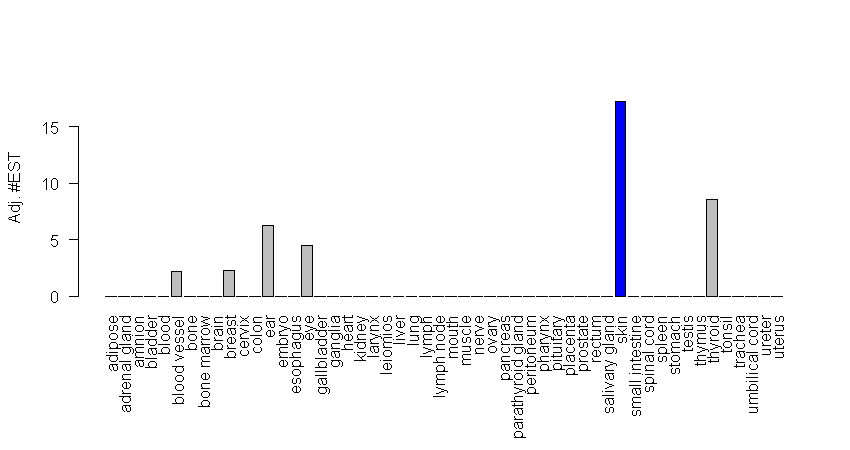 Adj. #EST
15
10
5
0
adipose
adrenal gland
amnion
bladder
blood
blood vessel
bone
bone marrow
brain
breast
cervix
colon
ear
embryo
esophagus
eye
gallbladder
ganglia
heart
kidney
larynx
leiomios
liver
lung
lymph
lymph node
mouth
muscle
nerve
ovary
pancreas
parathyroid gland
peritoneum
pharynx
pituitary
placenta
prostate
rectum
salivary gland
skin
small intestine
spinal cord
spleen
stomach
testis
thymus
thyroid
tonsil
trachea
umbilical cord
ureter
uterus